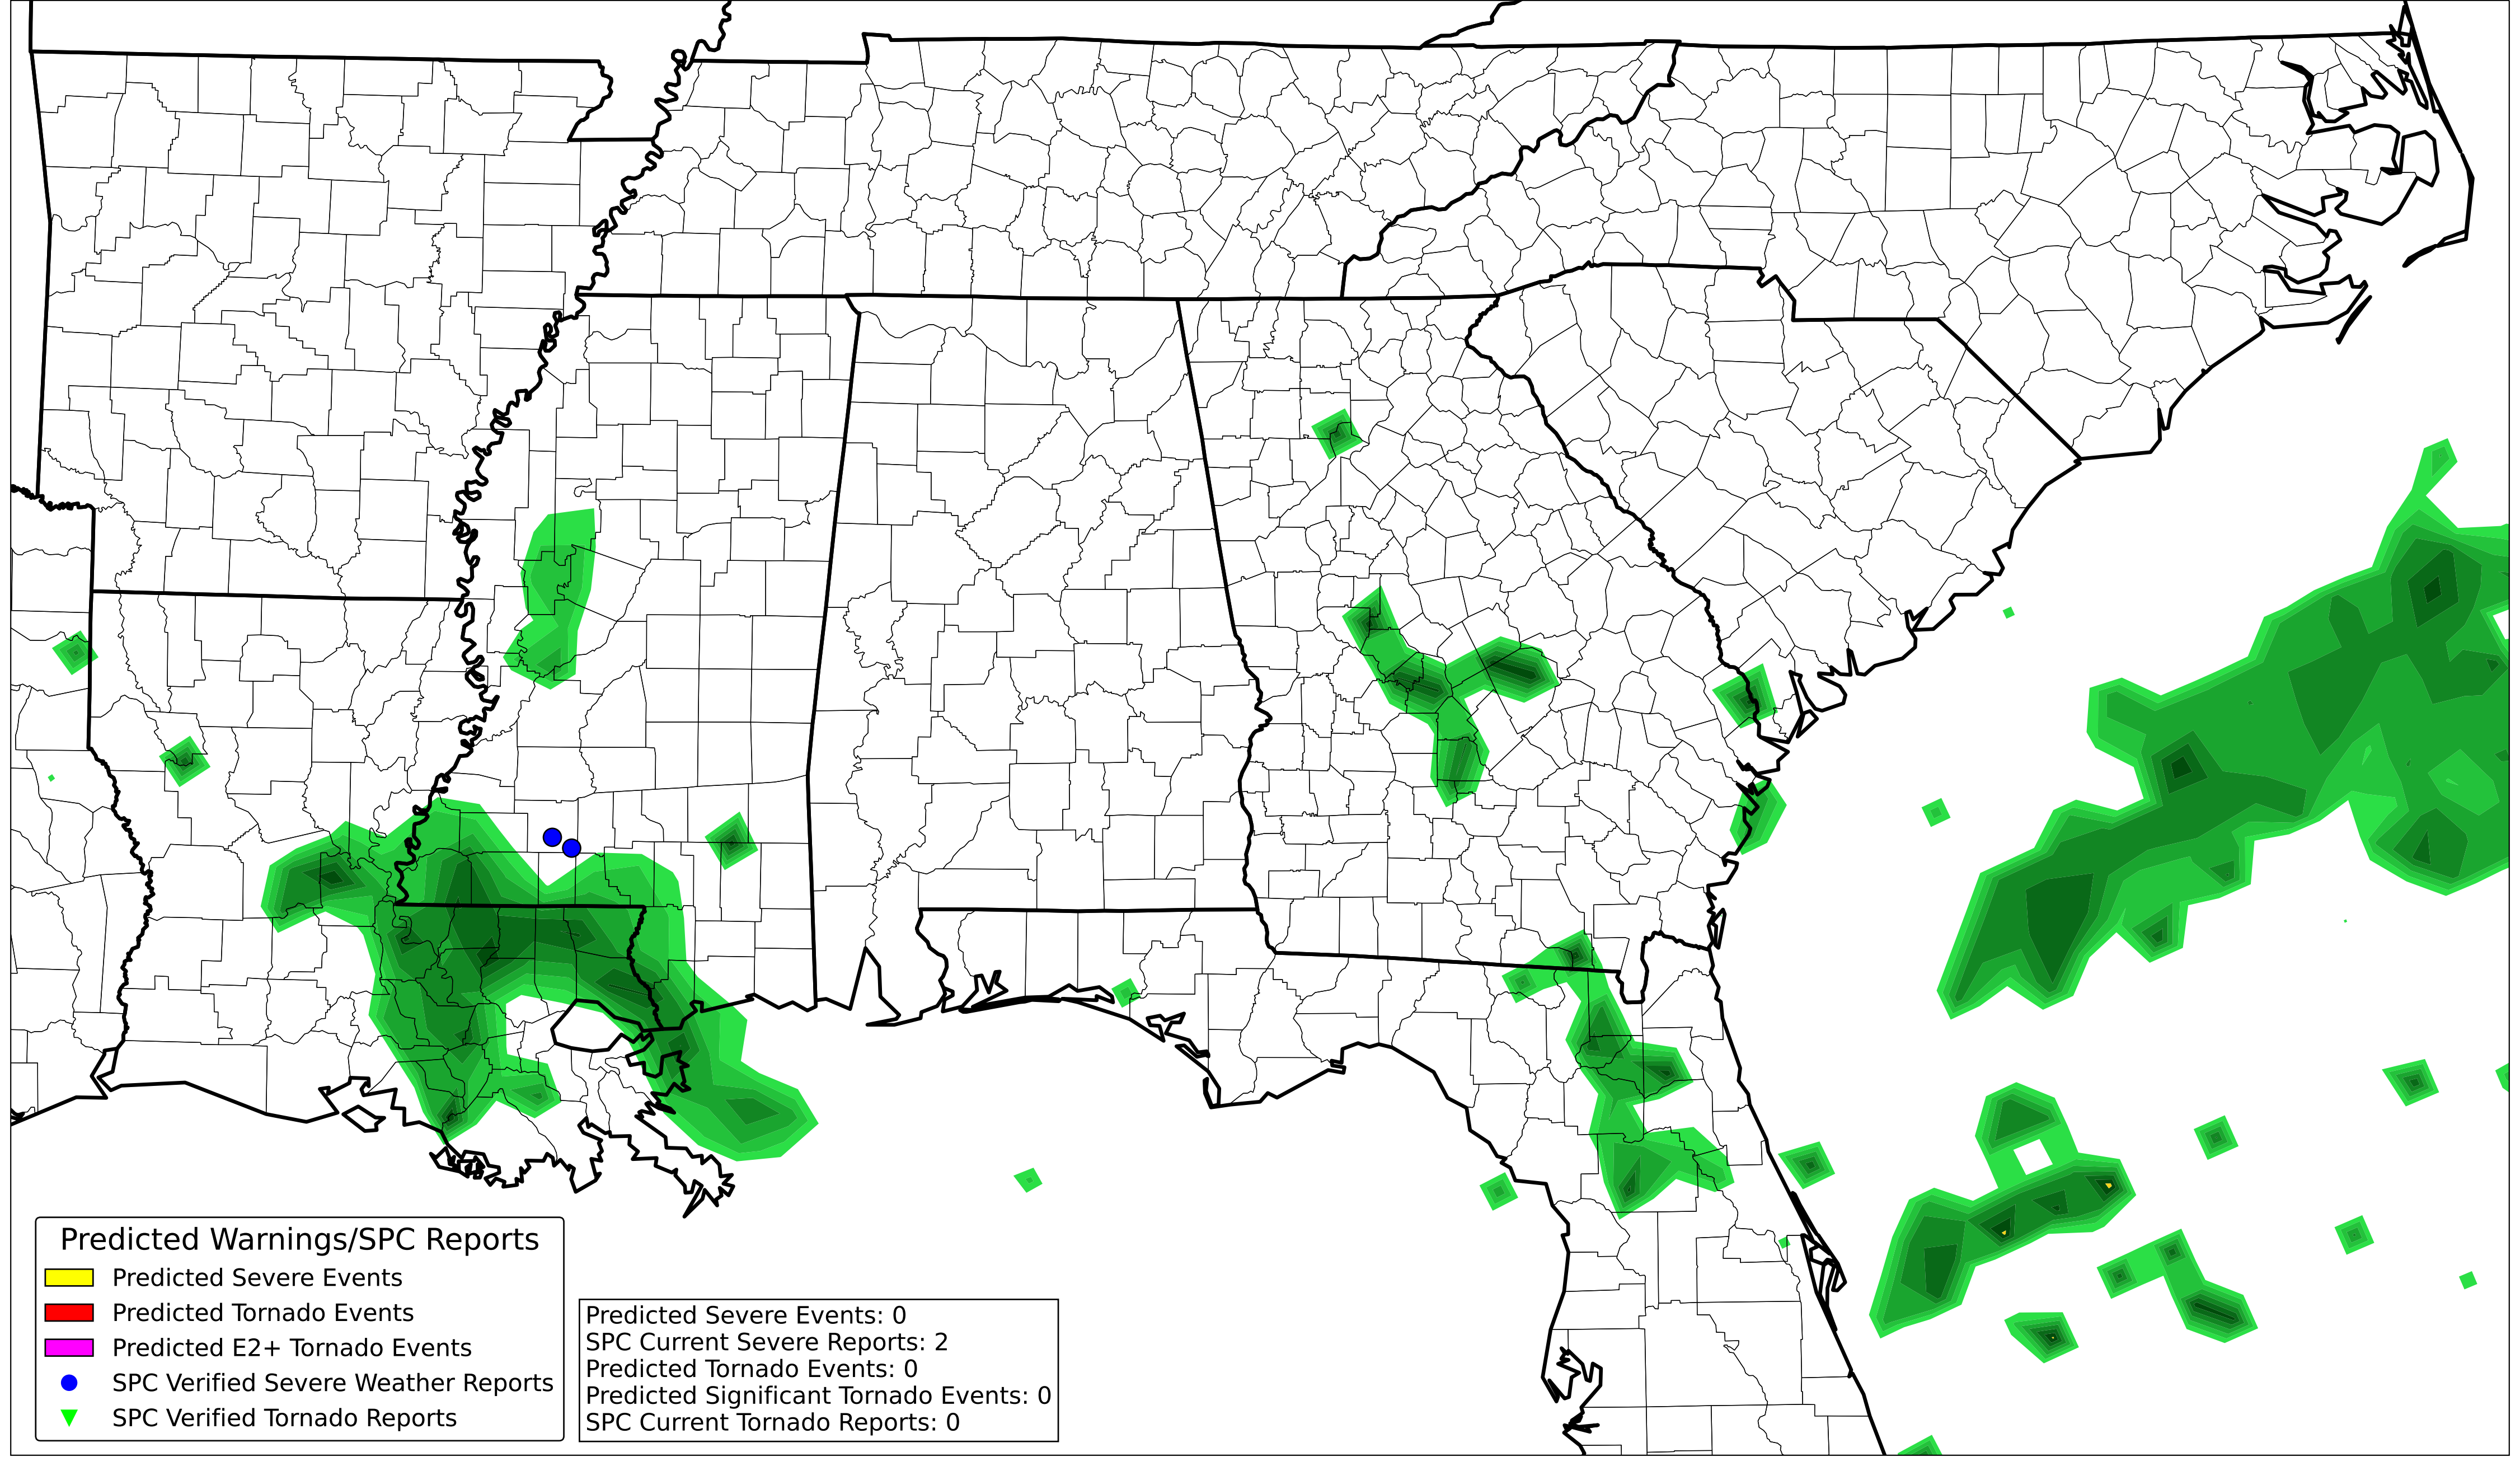 Predicted Warnings/SPC Reports
Predicted Severe Events
Predicted Tornado Events
Predicted E2+ Tornado Events
SPC Verified Severe Weather Reports
SPC Verified Tornado Reports
Predicted Severe Events: 0
SPC Current Severe Reports: 2
Predicted Tornado Events: 0
Predicted Significant Tornado Events: 0
SPC Current Tornado Reports: 0